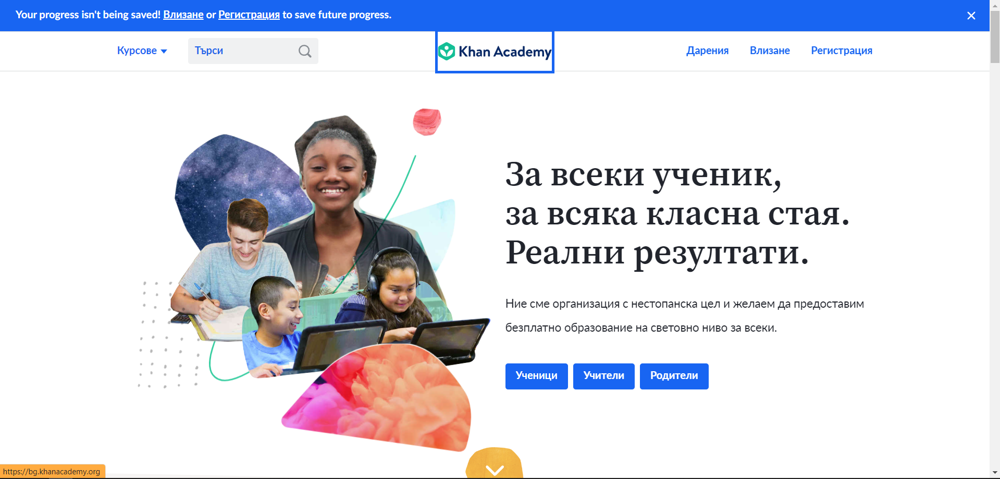 Your progress isn't being saved! Влизане or Регистрация to save future progress.
Курсове
Търси
Khan Academy
Дарения
Влизане
Регистрация
За всеки ученик,
за всяка класна стая.
Реални резултати.
Ние сме организация с нестопанска цел и желаем да предоставим
безплатно образование на световно ниво за всеки.
Ученици
Учители
Родители
https://bg.khanacademy.org